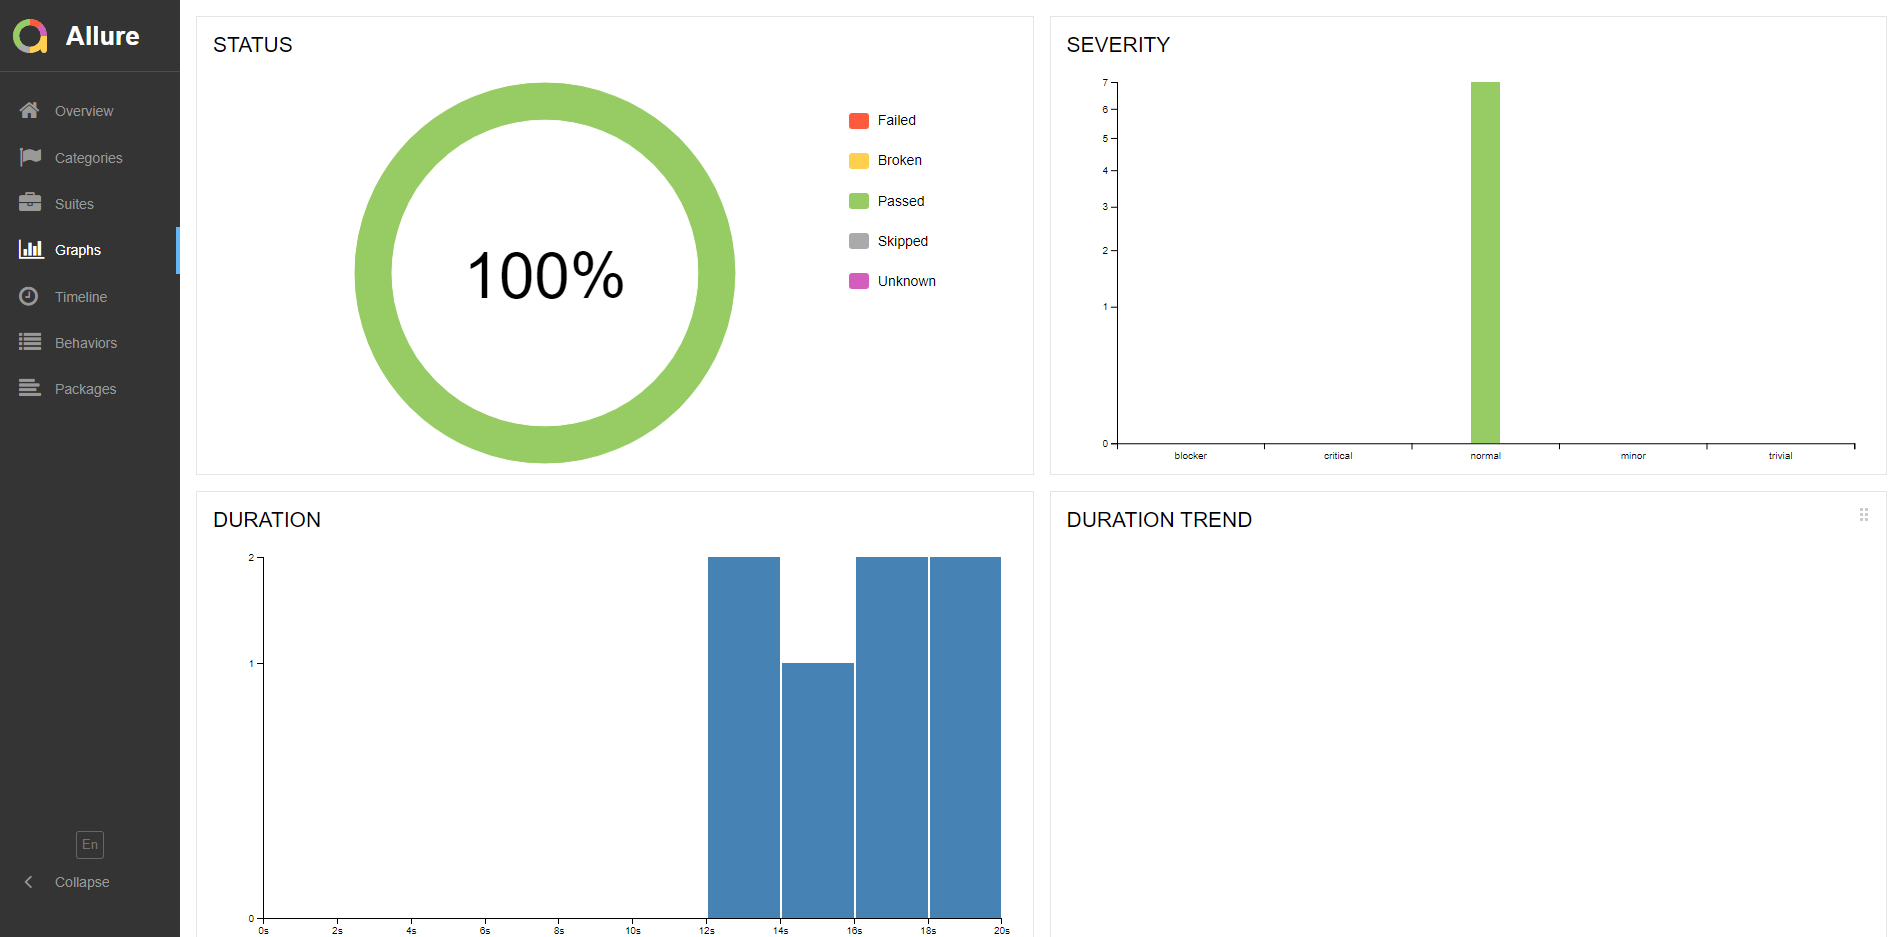 Allure
Overview
Categories
Suites
Graphs
Timeline
Behaviors
Packages
En
Collapse
STATUS
100%
Failed
Broken
Passed
Skipped
Unknown
SEVERITY
7
6
5
4
3
2
1
0
blocker critical normal minor trivial
DURATION
2
1
0
0s 2s 4s 6s 8s 10s 12s 14s 16s 18s 20s
DURATION TREND